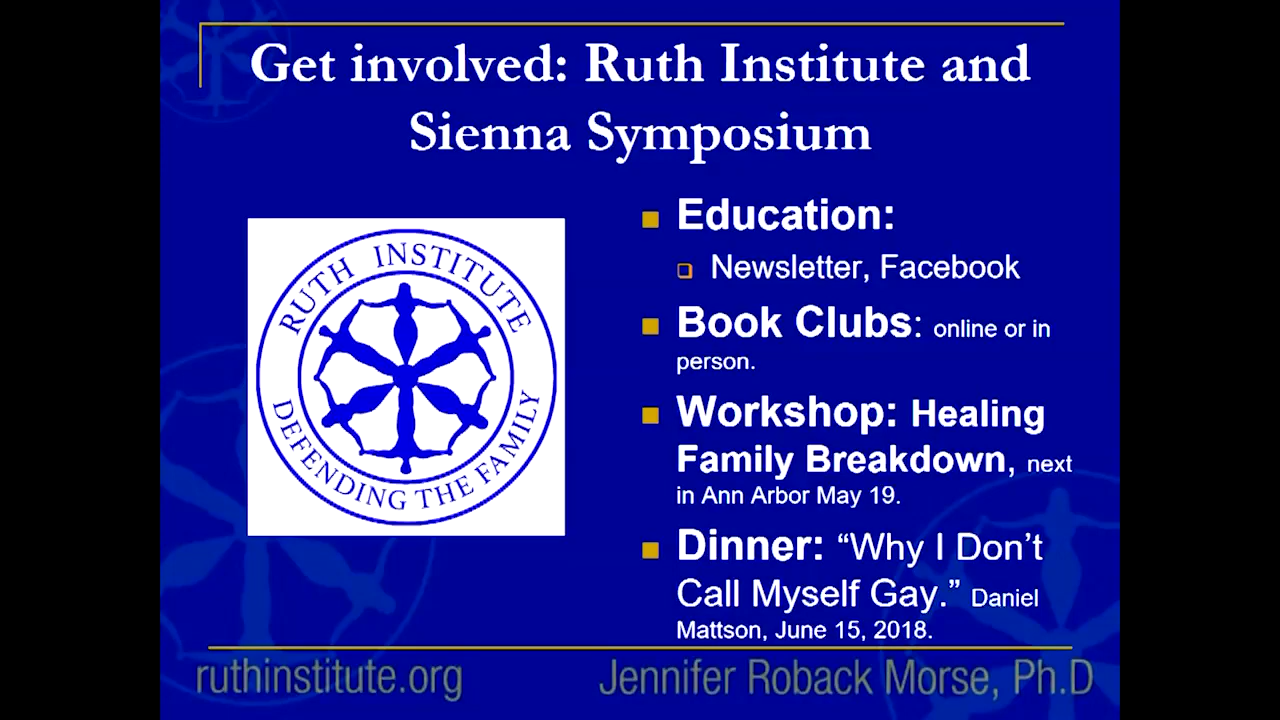 Get involved: Ruth Institute and
Sienna Symposium
RUTH INSTITUTE
DEFENDING THE FAMILY
Education:
Newsletter, Facebook
Book Clubs: online or in
person.
Workshop: Healing
Family Breakdown, next
in Ann Arbor May 19.
Dinner: “Why I Don’t
Call Myself Gay.” Daniel
Mattson, June 15, 2018.
ruthinstitute.org
Jennifer Roback Morse, Ph.D